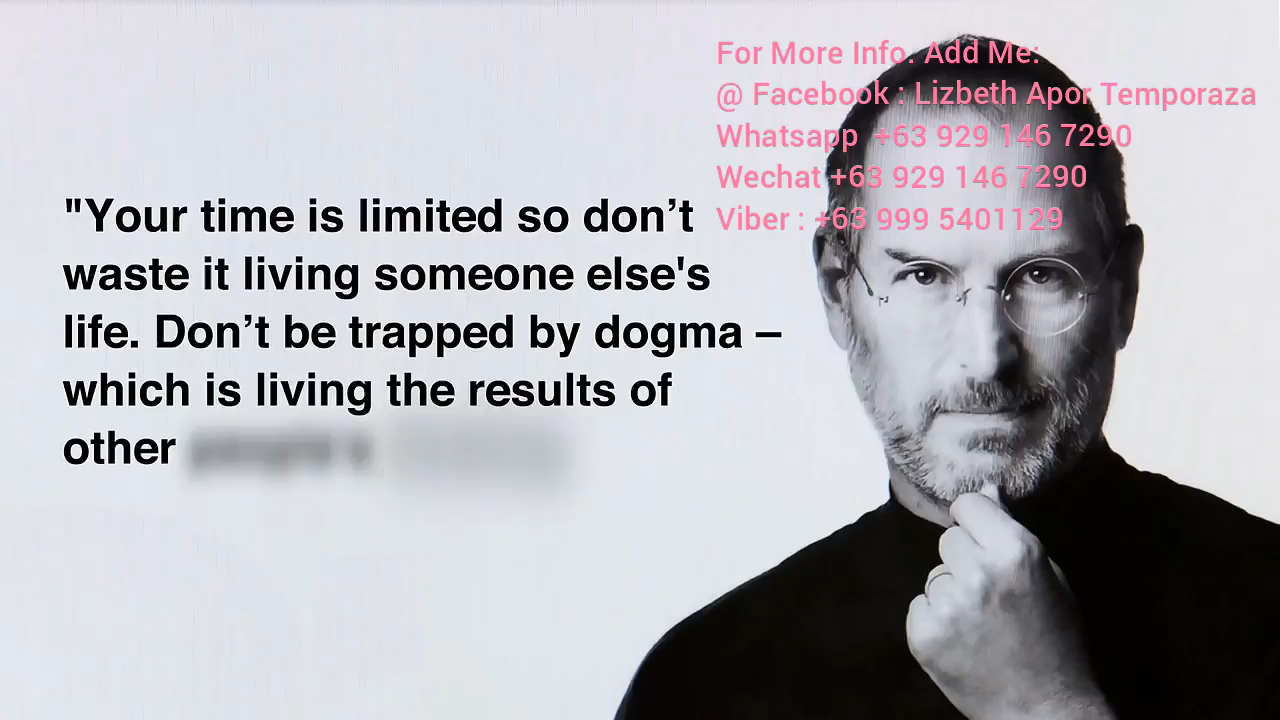 For More Info. Add Me:
@ Facebook : Lizbeth Apor Temporaza
Whatsapp +63 929 146 7290
Wechat +63 929 146 7290
Viber : +63 999 5401129
"Your time is limited so don’t
waste it living someone else's
life. Don’t be trapped by dogma –
which is living the results of
other